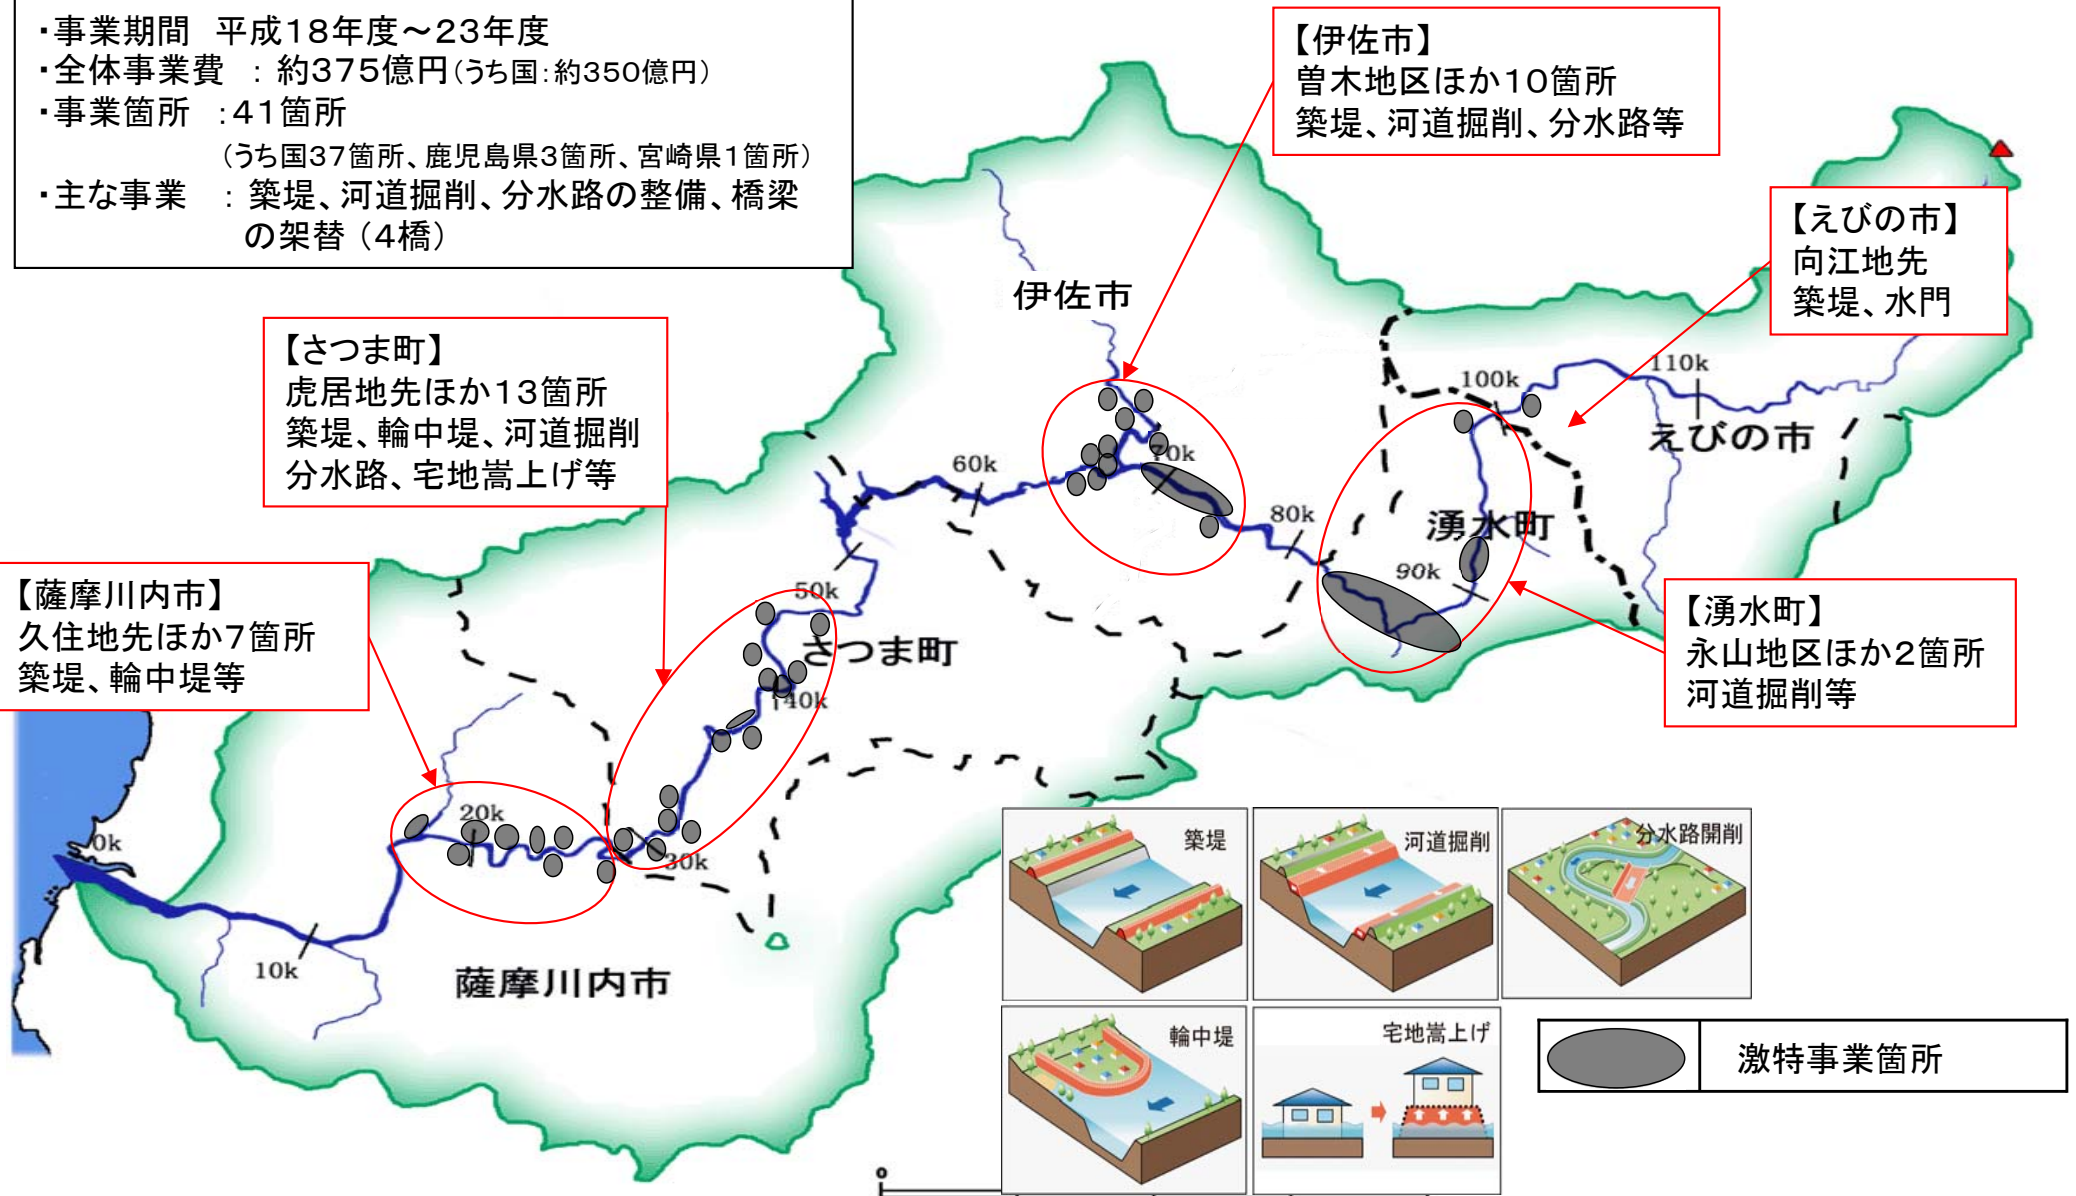 ・事業期間　平成18年度～23年度
・全体事業費　：約375億円(うち国：約350億円)
・事業箇所　：41箇所
(うち国37箇所、鹿児島県3箇所、宮崎県1箇所)
・主な事業　：築堤、河道掘削、分水路の整備、橋梁
の架替（4橋）
【伊佐市】
曽木地区ほか10箇所
築堤、河道掘削、分水路等
【えびの市】
向江地先
築堤、水門
【さつま町】
虎居地先ほか13箇所
築堤、輪中堤、河道掘削
分水路、宅地嵩上げ等
【薩摩川内市】
久住地先ほか7箇所
築堤、輪中堤等
【湧水町】
永山地区ほか2箇所
河道掘削等
伊佐市
えびの市
湧水町
さつま町
薩摩川内市
0k
10k
20k
30k
40k
50k
60k
70k
80k
90k
100k
110k
築堤
河道掘削
分水路開削
輪中堤
宅地嵩上げ
激特事業箇所
0